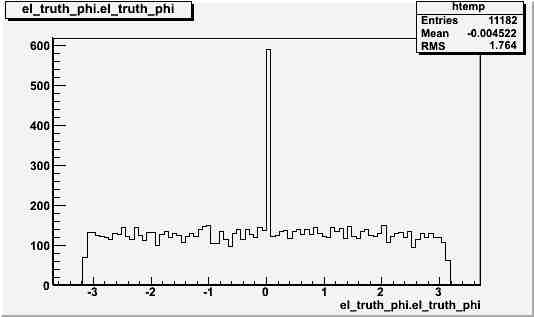 el_truth_phi.el_truth_phi
htemp
Entries 11182
Mean -0.004522
RMS 1.764
600
500
400
300
200
100
0
-3 -2 -1 0 1 2 3
el_truth_phi.el_truth_phi